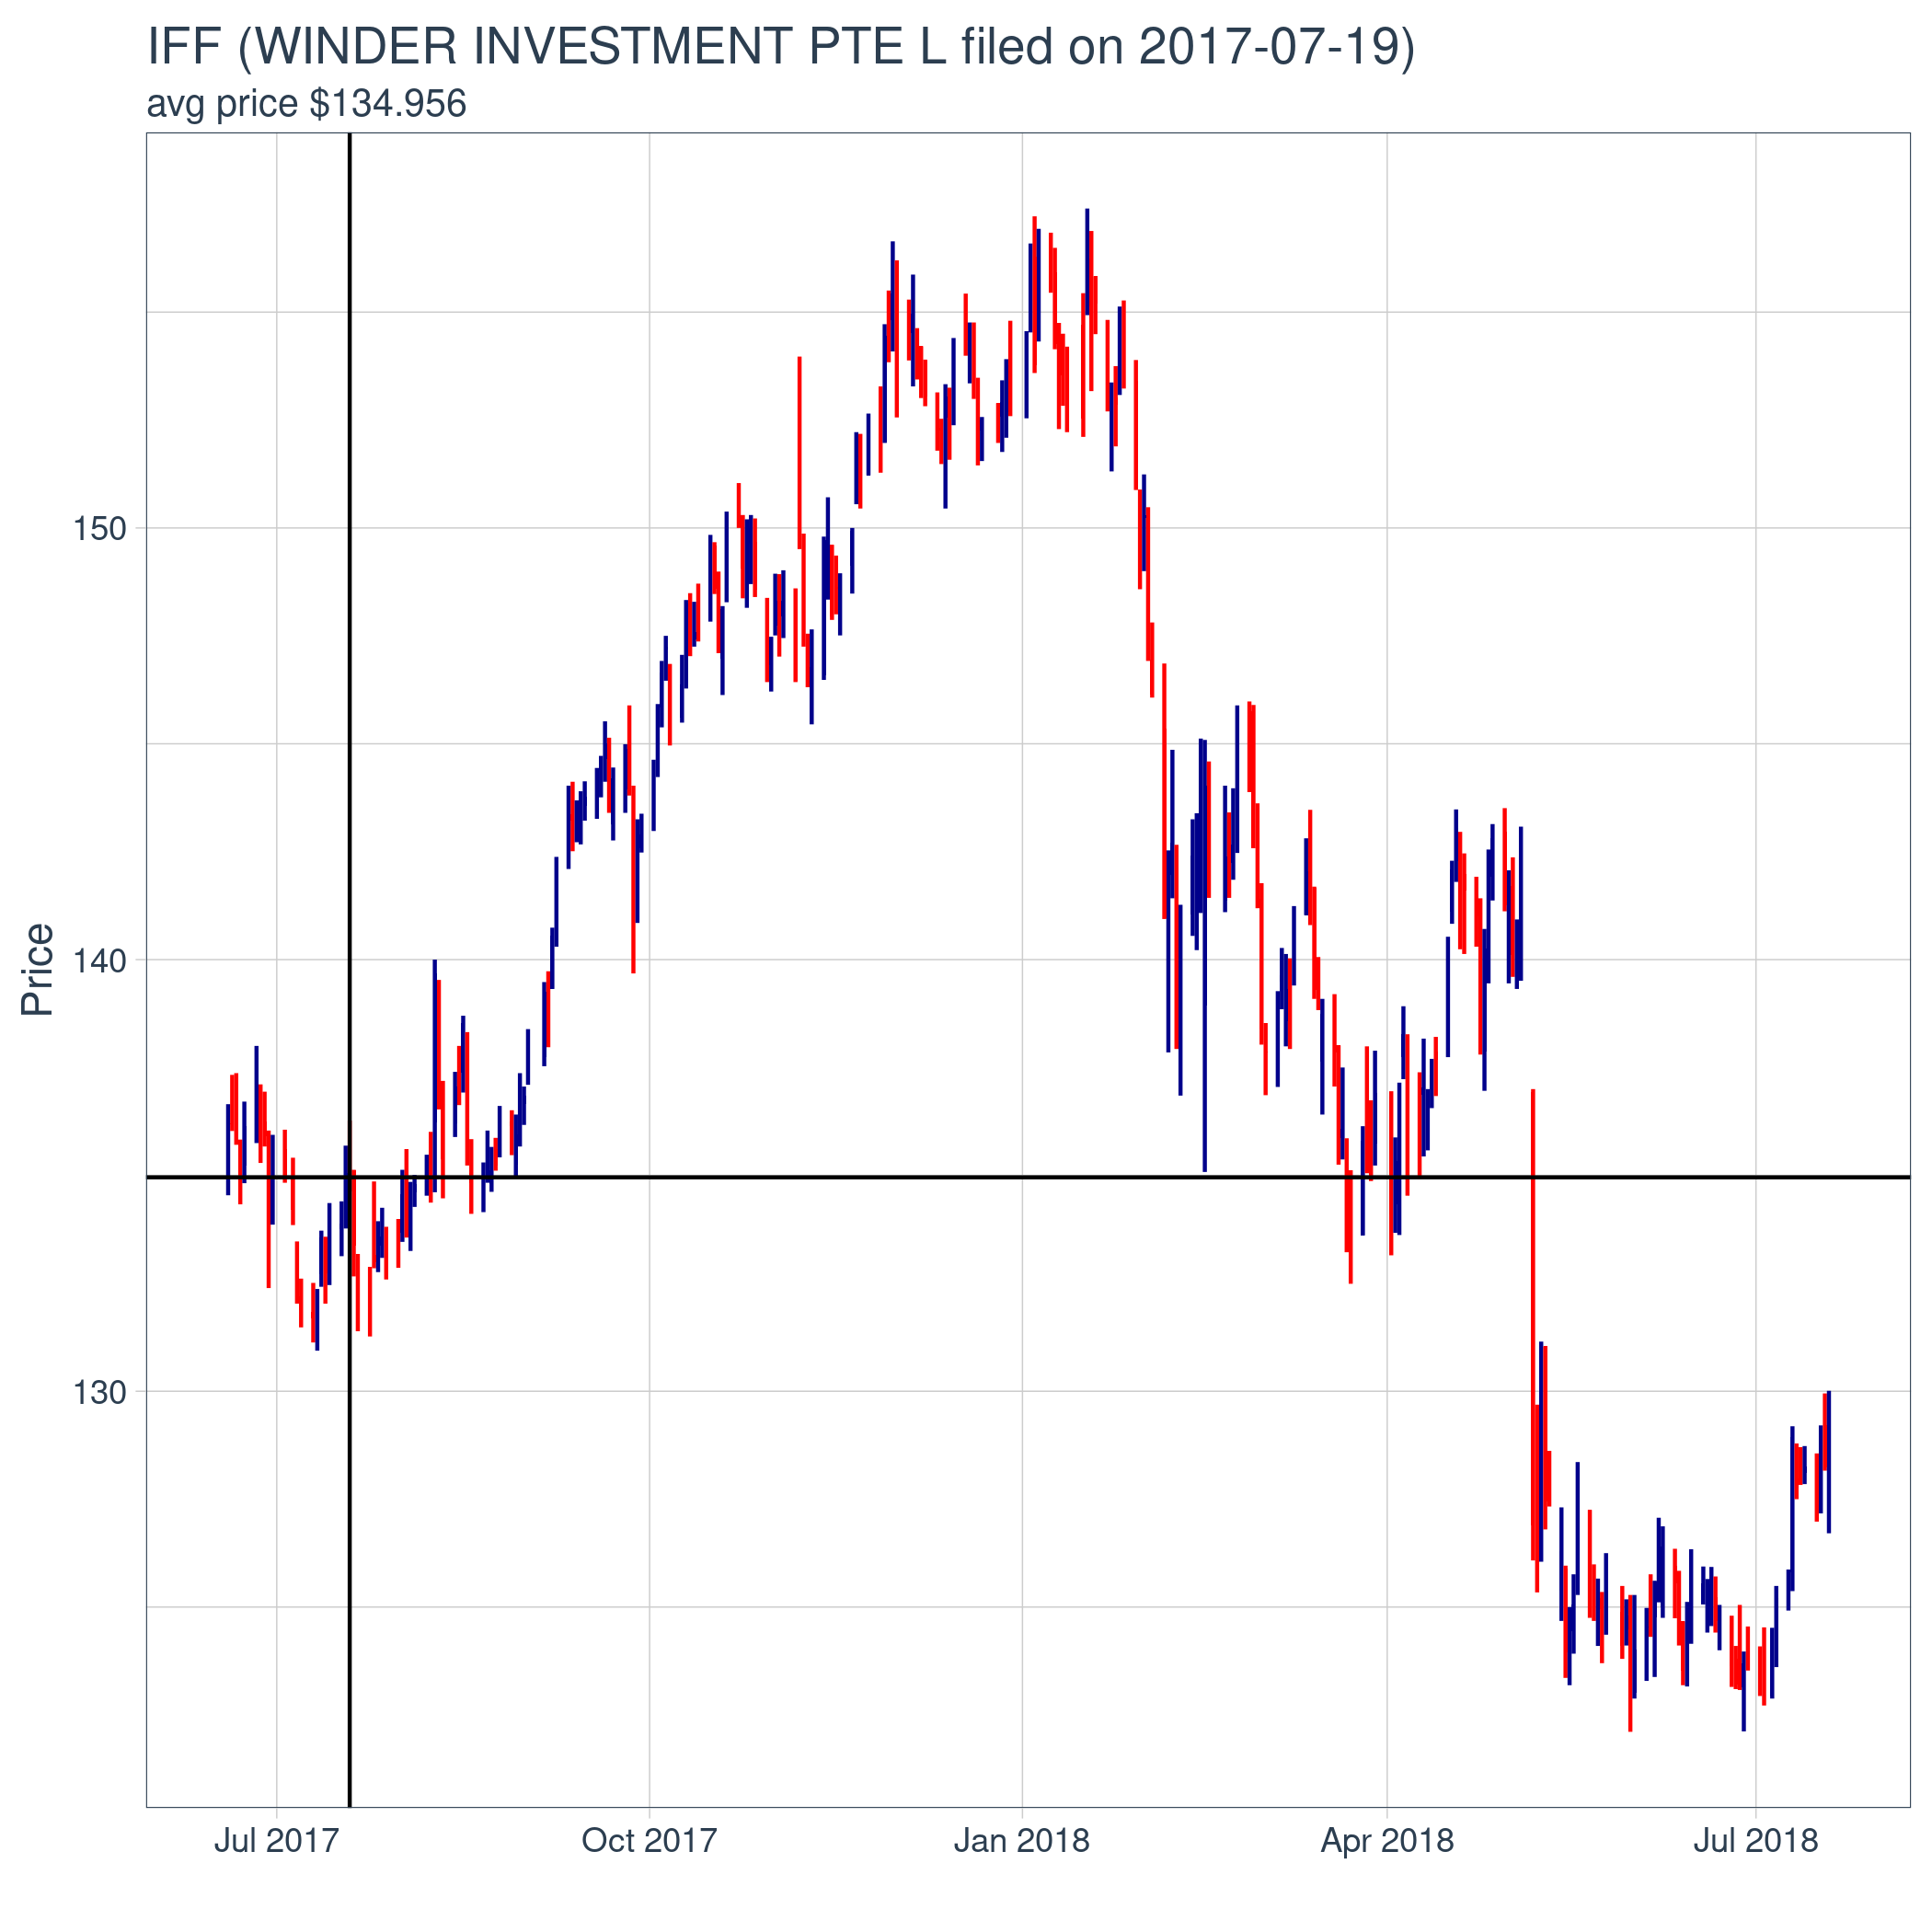 IFF (WINDER INVESTMENT PTE L filed on 2017-07-19)
avg price $134.956
Price
150
140
130
Jul 2017
Oct 2017
Jan 2018
Apr 2018
Jul 2018